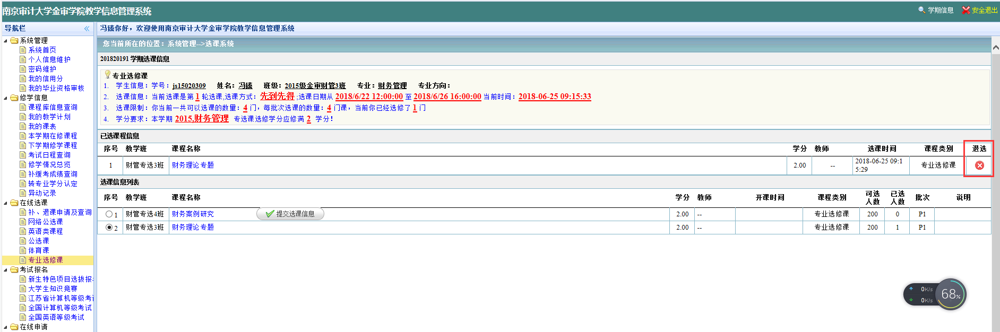 南京审计大学金审学院教学信息管理系统
学期信息 安全退出
导航栏
冯臻你好，欢迎使用南京审计大学金审学院教学信息管理系统
系统管理
系统首页
个人信息维护
密码维护
我的信用分
我的毕业资格审核
修学信息
课程库信息查询
我的教学计划
我的课表
本学期在修课程
下学期修学课程
考试日程查询
修学情况总览
补缓考成绩查询
转专业学分认定
异动记录
在线选课
补、退课申请及查询
网络公选课
英语类课程
公选课
体育课
专业选修课
考试报名
新生特色项目选拔报
大学生知识竞赛
江苏省计算机等级考
全国计算机等级考试
全国英语等级考试
在线申请
您当前所在的位置：系统管理-->选课系统
201820191 学期选课信息
专业选修课
1. 学生信息：学号：js15020309 姓名：冯臻 班级：2015级金审财管3班 专业：财务管理 专业方向：
2. 选课信息：当前选课是第 1 轮选课,选课方式：先到先得 ;选课日期从 2018/6/22 12:00:00 至 2018/6/26 16:00:00 当前时间：2018-06-25 09:15:33
3. 选课限制：你当前一共可以选课的数量：4 门，每批次选课的数量：4 门课，当前你已经选修了 1 门
4. 学分要求：本学期 2015,财务管理 专选课选修学分应修满 2 学分！
已选课程信息
序号 教学班 课程名称 学分 教师 选课时间 课程类别 退选
1 财管专选3班 财务理论专题 2.00 -- 2018-06-25 09:1
5:29 专业选修课
选课信息列表
序号 教学班 课程名称 学分 教师 开课时间 课程类别 可选
人数 已选
人数 批次 说明
1 财管专选4班 财务案例研究 提交选课信息 2.00 -- 专业选修课 200 0 P1
2 财管专选3班 财务理论专题 2.00 -- 专业选修课 200 1 P1
0K/s
0K/s
68%